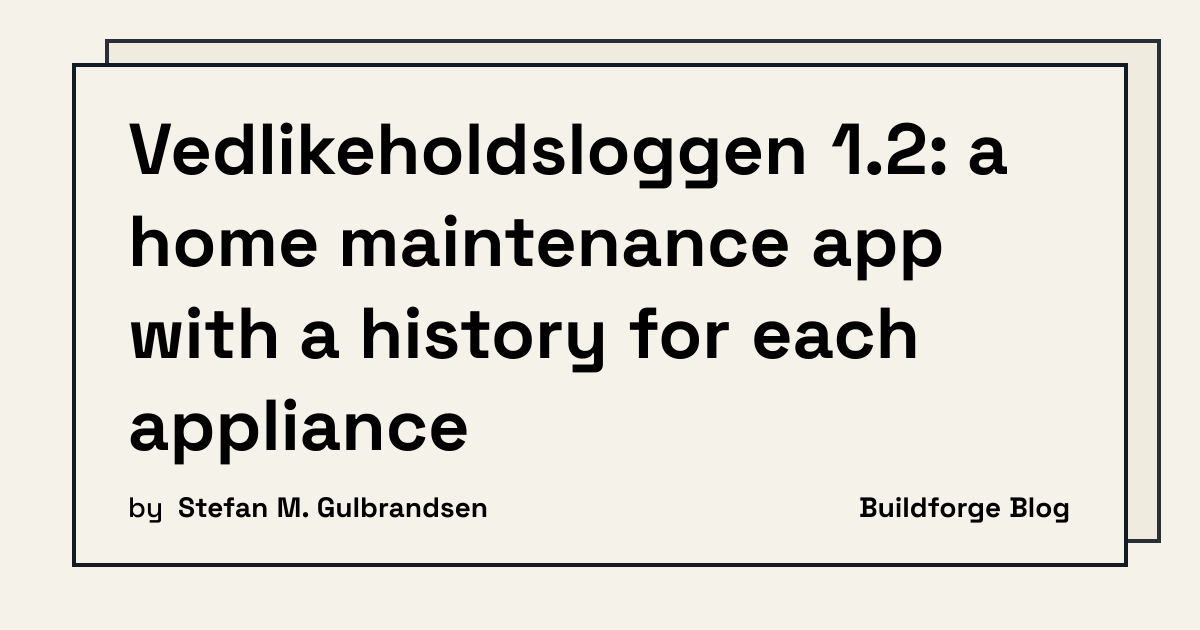 Vedlikeholdsloggen 1.2: a
home maintenance app
with a history for each
appliance
by Stefan M. Gulbrandsen
Buildforge Blog